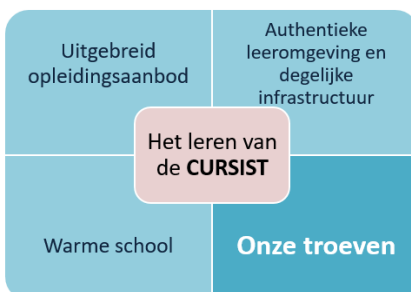 Uitgebreid
opleidingsaanbod
Authentieke
leeromgeving en
degelijke
infrastructuur
Het leren van
de CURSIST
Warme school
Onze troeven